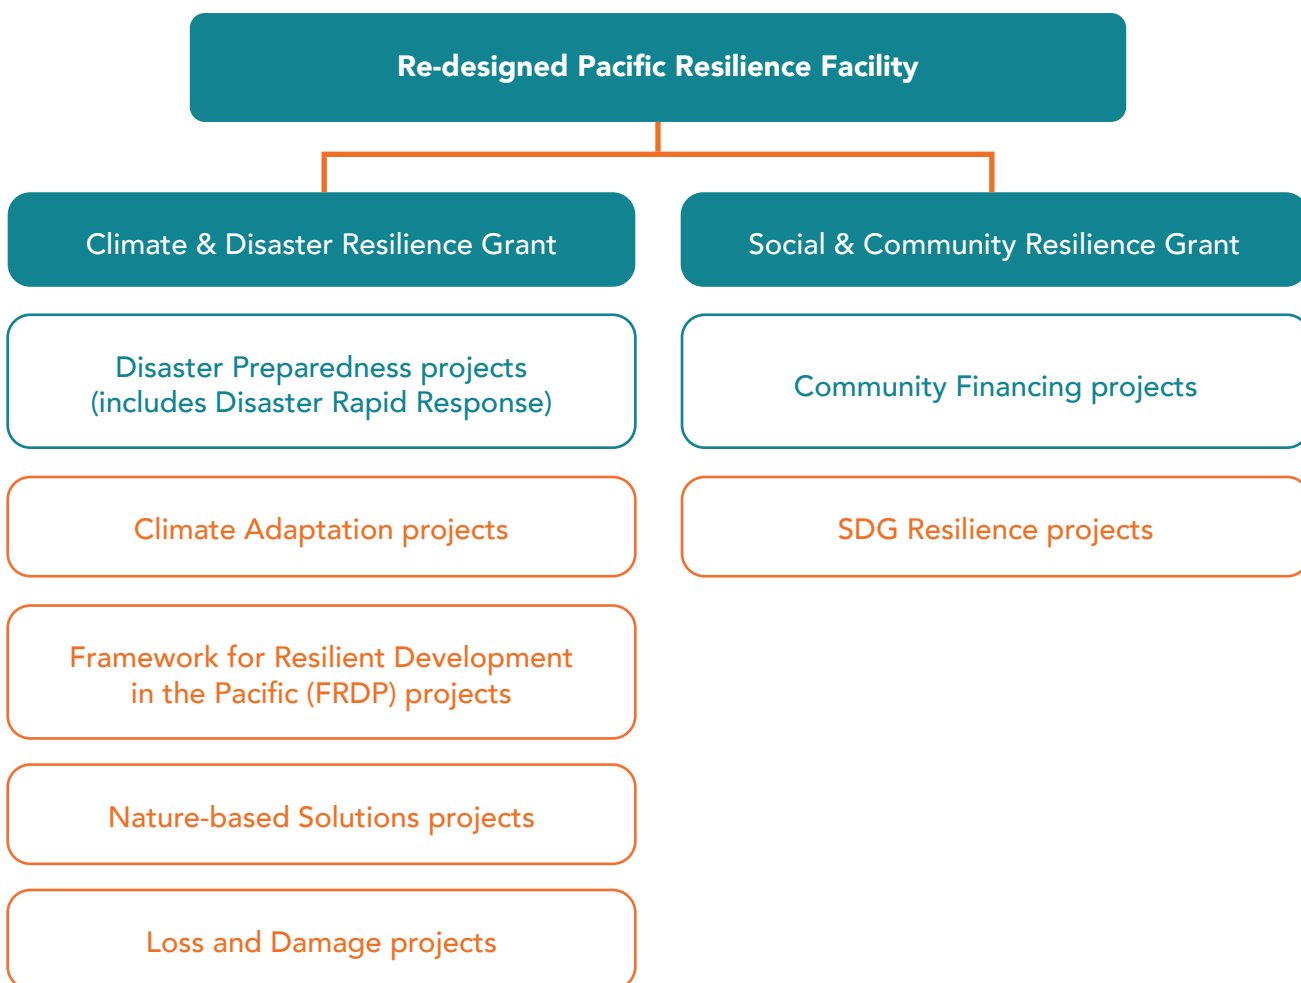 Re-designed Pacific Resilience Facility
Climate & Disaster Resilience Grant
Social & Community Resilience Grant
Disaster Preparedness projects
(includes Disaster Rapid Response)
Community Financing projects
Climate Adaptation projects
SDG Resilience projects
Framework for Resilient Development
in the Pacific (FRDP) projects
Nature-based Solutions projects
Loss and Damage projects